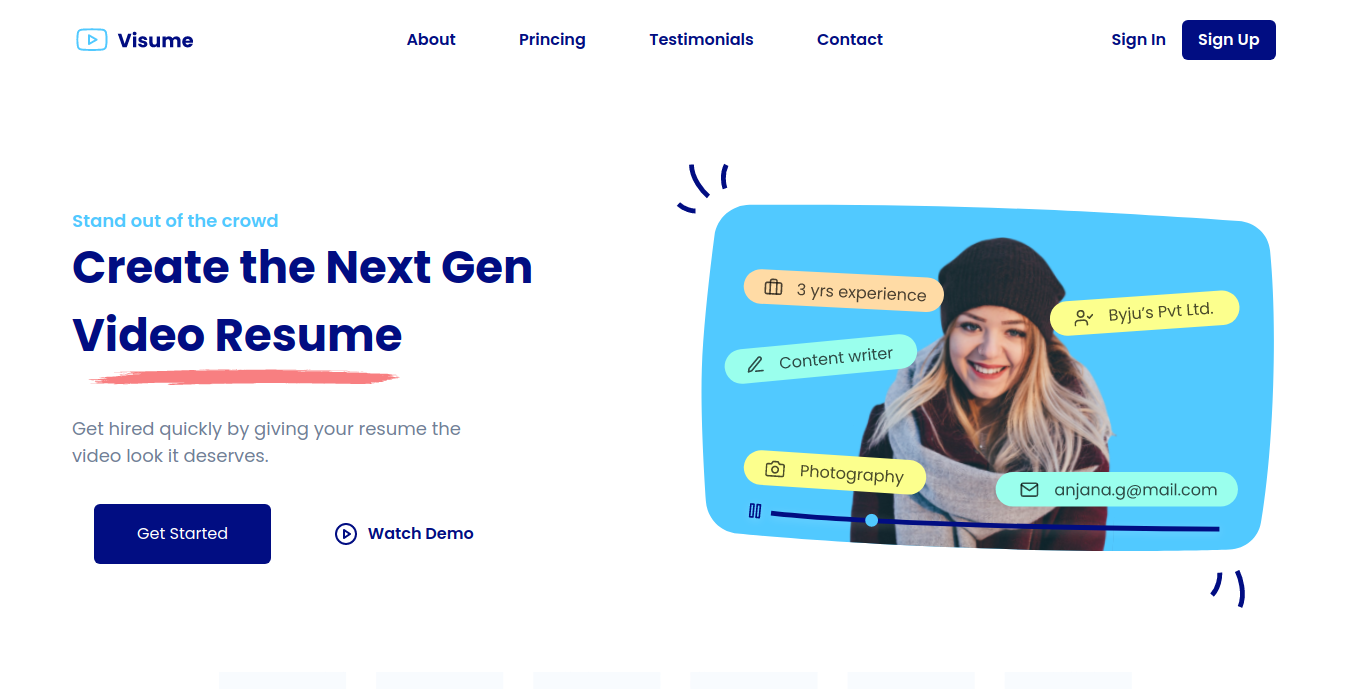 Visume
About
Princing
Testimonials
Contact
Sign In
Sign Up
Stand out of the crowd
Create the Next Gen
Video Resume
Get hired quickly by giving your resume the
video look it deserves.
Get Started
Watch Demo
3 yrs experience
Byju’s Pvt Ltd.
Content writer
Photography
anjana.g@mail.com